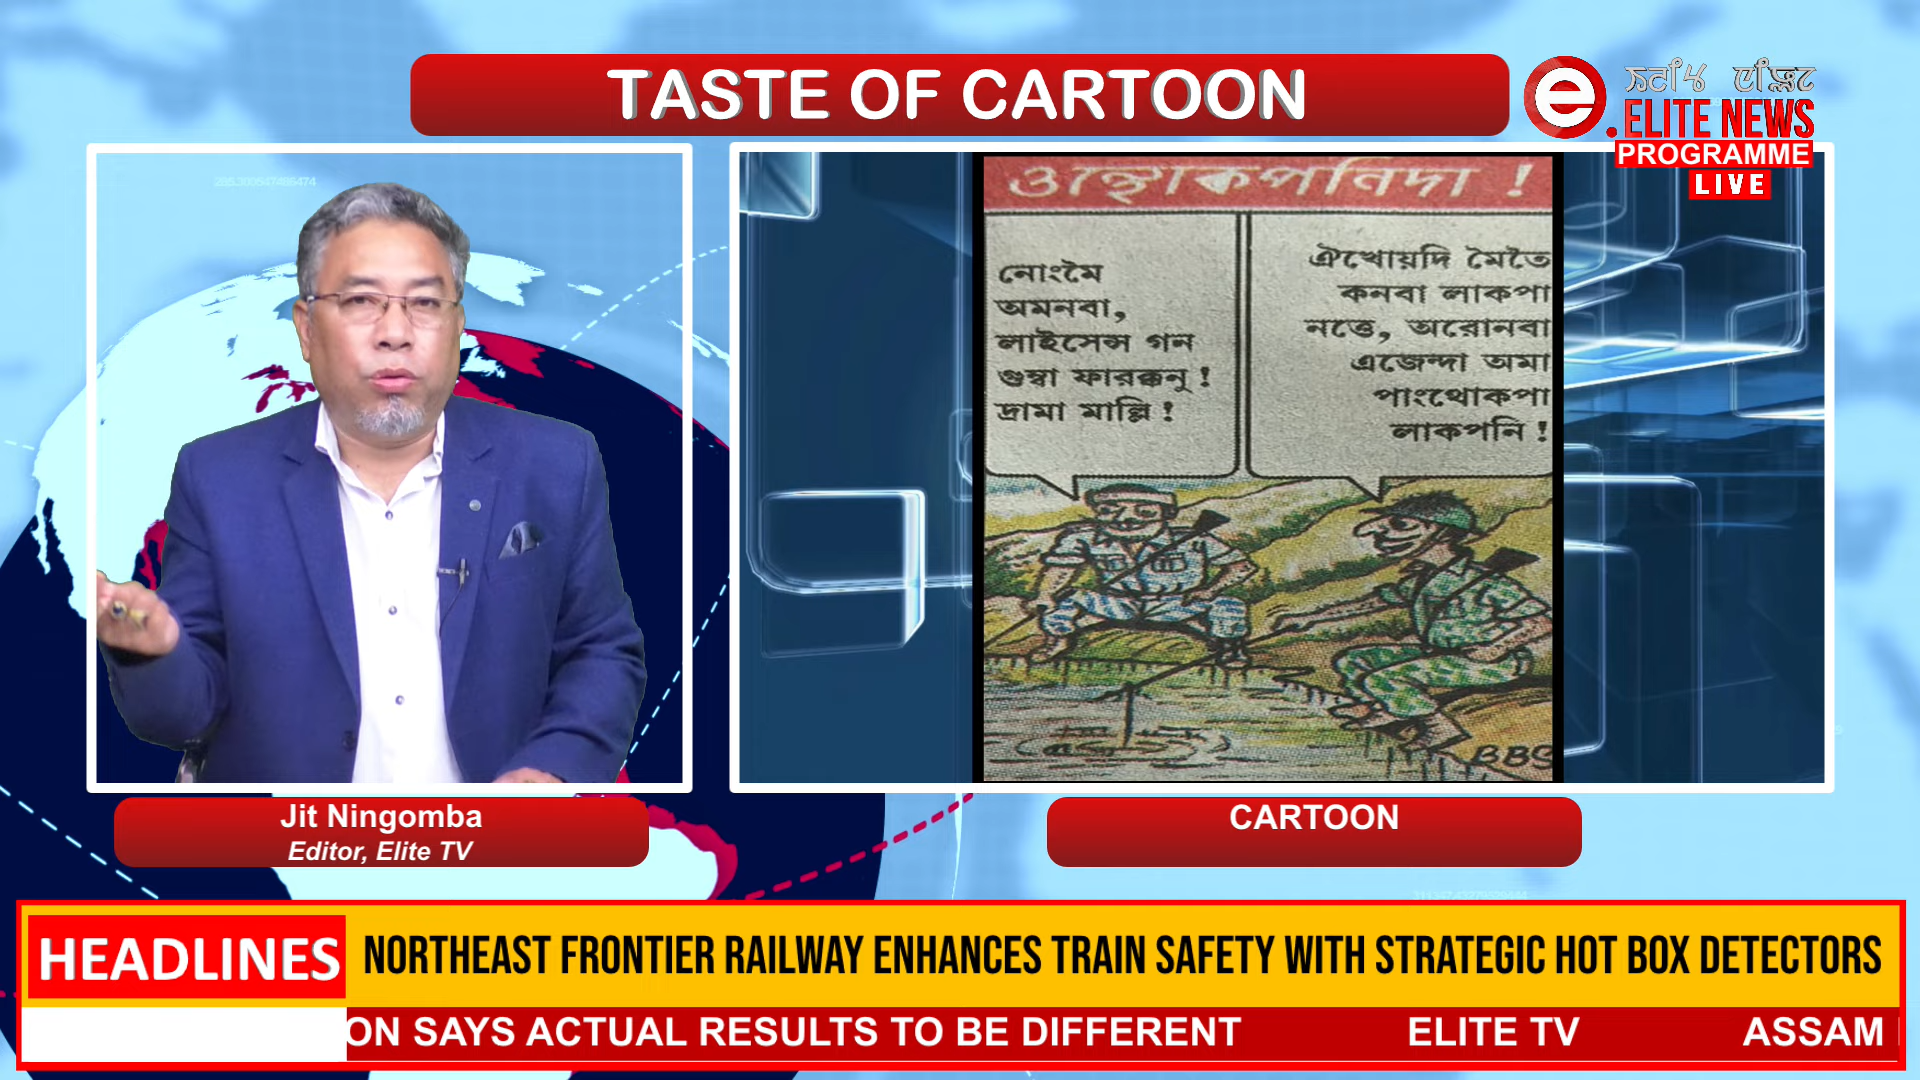 TASTE OF CARTOON
ꯏꯂꯥꯏꯠ
ELITE NEWS
PROGRAMME
LIVE
নোংমৈ
অমনবা,
লাইসেন্স গন
গুম্বা ফারক্কনু !
দ্রামা মাল্লি !
ঐখোয়দি মৈতৈ
কনবা লাকপা
নত্তে, অরোনবা
এজেন্দা অমা
পাংথোকপা
লাকপনি !
BBS
Jit Ningomba
Editor, Elite TV
CARTOON
HEADLINES
NORTHEAST FRONTIER RAILWAY ENHANCES TRAIN SAFETY WITH STRATEGIC HOT BOX DETECTORS
ON SAYS ACTUAL RESULTS TO BE DIFFERENT
ELITE TV
ASSAM